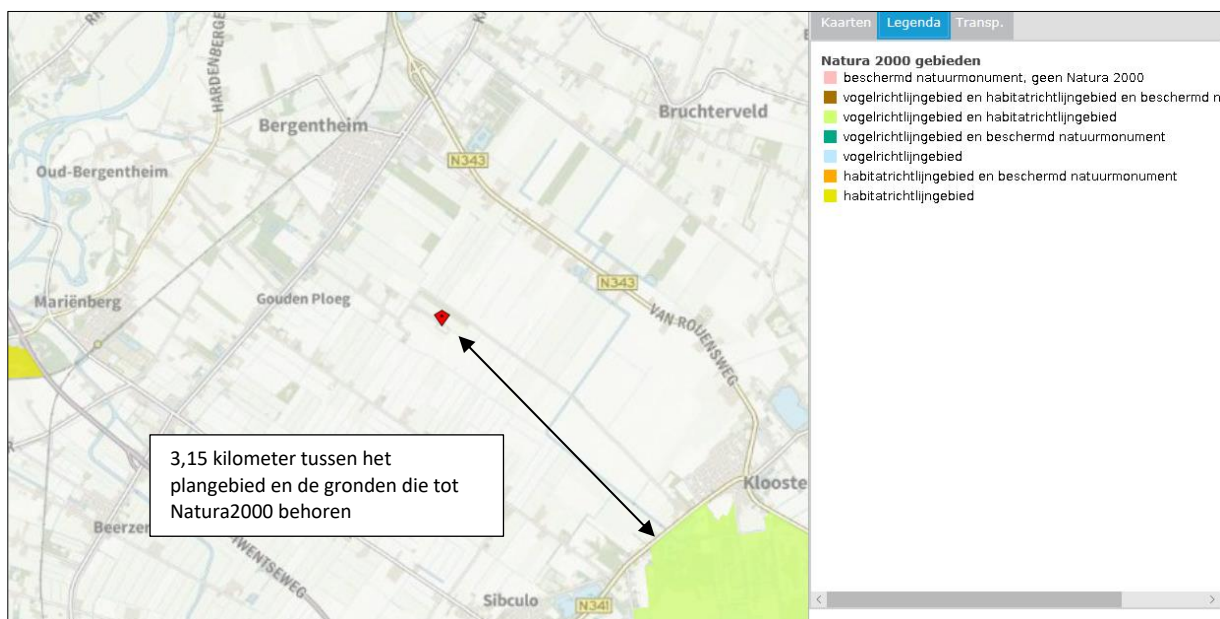 Kaarten Legenda Transp.
Natura 2000 gebieden
beschermd natuurmonument, geen Natura 2000
vogelrichtlijngebied en habitatrichtlijngebied en beschermd n
vogelrichtlijngebied en habitatrichtlijngebied
vogelrichtlijngebied en beschermd natuurmonument
vogelrichtlijngebied
habitatrichtlijngebied en beschermd natuurmonument
habitatrichtlijngebied
HARDENBERGE
Bergentheim
Bruchterveld
N343
Oud-Bergentheim
N343
Mariënberg
Gouden Ploeg
VAN ROIJENSWEG
3,15 kilometer tussen het
plangebied en de gronden die tot
Natura2000 behoren
Klooste
Beerzer
WENTSEWEG
Sibculo
N341